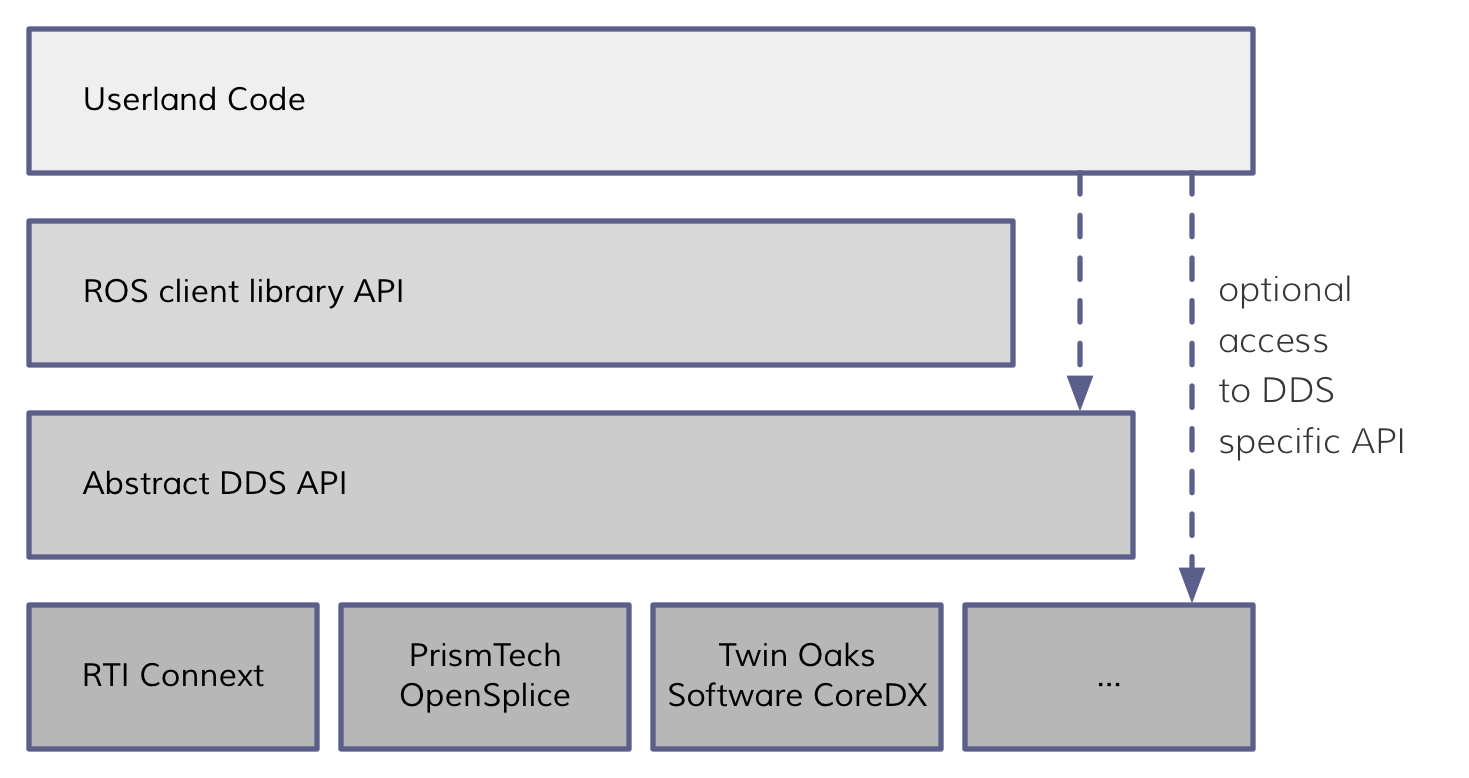 Userland Code
ROS client library API
optional
access
to DDS
specific API
Abstract DDS API
RTI Connext
PrismTech
OpenSplice
Twin Oaks
Software CoreDX
...